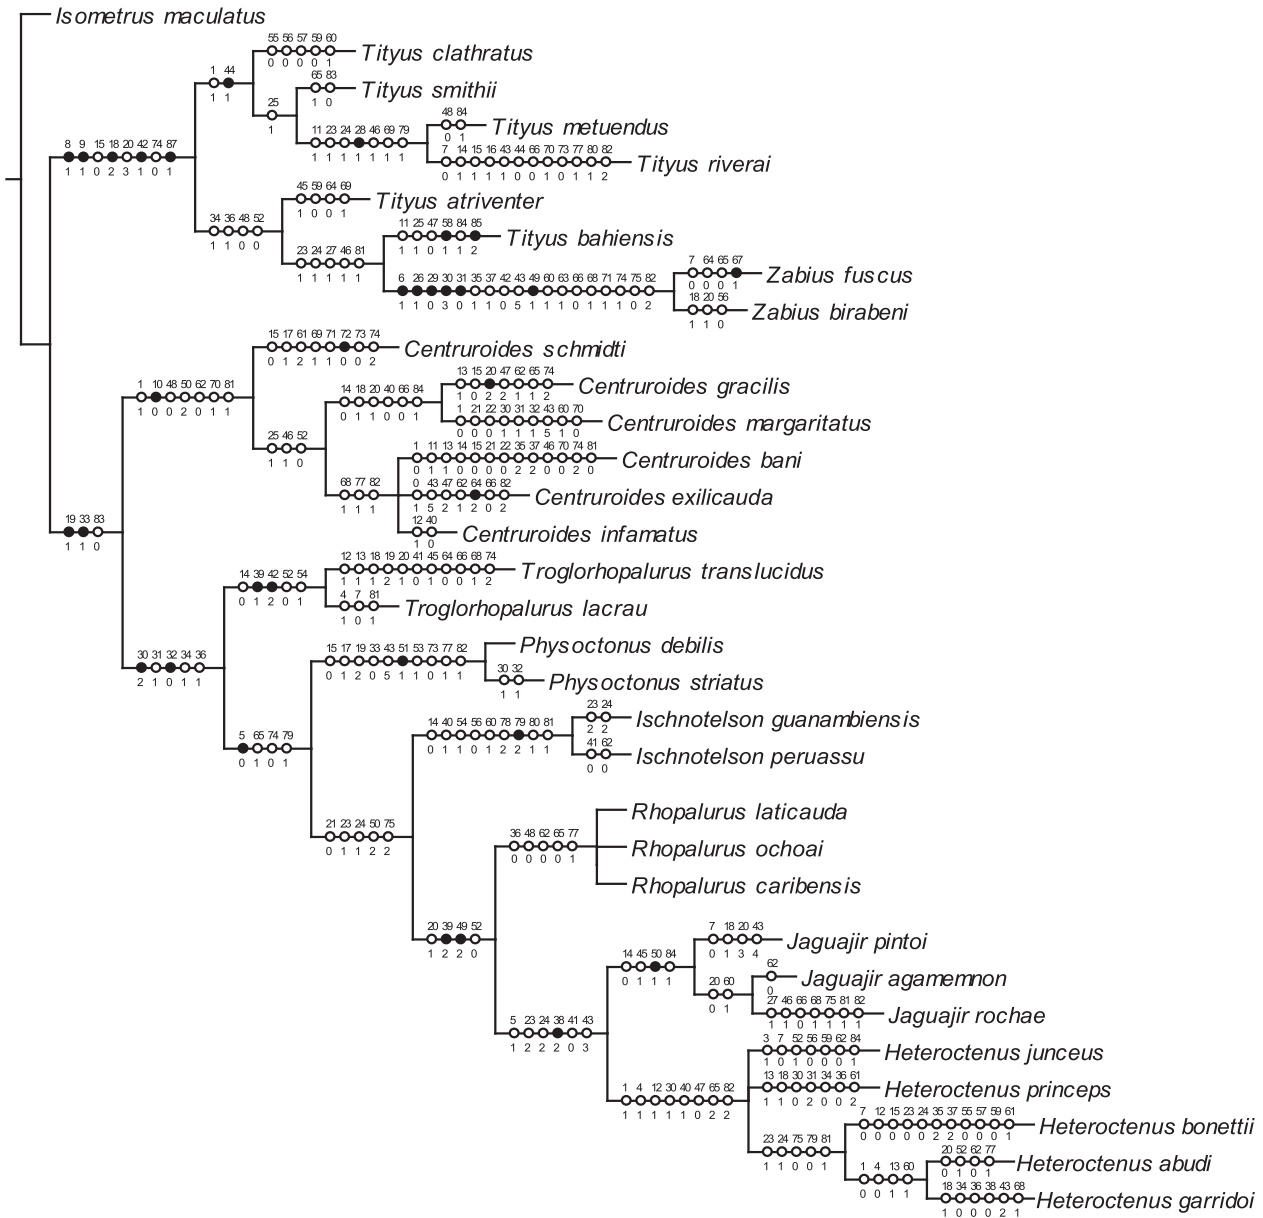 Isometrus maculatus
55 56 57 59 60
Tityus clathratus
0 0 0 0 1
1 44
1 1
65 83
Tityus smithii
1 0
25
1
48 84
Tityus metuendus
0 1
11 23 24 28 46 69 79
1 1 1 1 1 1 1
8 9 15 18 20 42 74 87
1 1 0 2 3 1 0 1
7 14 15 16 43 44 66 70 73 77 80 82
Tityus riverai
0 1 1 1 1 0 0 1 0 1 1 2
45 59 64 69
Tityus atriventer
1 0 0 1
34 36 48 52
1 1 0 0
11 25 47 58 84 85
Tityus bahiensis
1 1 0 1 1 2
23 24 27 46 81
1 1 1 1 1
7 64 65 67
Zabius fuscus
0 0 0 1
6 26 29 30 31 35 37 42 43 49 60 63 66 68 71 74 75 82
1 1 0 3 0 1 1 0 5 1 1 1 0 1 1 1 0 2
18 20 56
Zabius birabeni
1 1 0
15 17 61 69 71 72 73 74
Centruroides schmidti
0 1 2 1 1 0 0 2
1 10 48 50 62 70 81
1 0 0 2 0 1 1
13 15 20 47 62 65 74
Centruroides gracilis
1 0 2 2 1 1 2
14 18 20 40 66 84
0 1 1 0 0 1
1 21 22 30 31 32 43 60 70
Centruroides margaritatus
0 0 0 1 1 1 5 1 0
25 46 52
1 1 0
1 11 13 14 15 21 22 35 37 46 70 74 81
Centruroides bani
0 1 1 0 0 0 0 2 2 0 0 2 0
68 77 82
1 1 1
0 43 47 62 64 66 82
Centruroides exilicauda
1 5 2 1 2 0 2
12 40
Centruroides infamatus
1 0
19 33 83
1 1 0
12 13 18 19 20 41 45 64 66 68 74
Troglorhopalurus translucidus
1 1 1 2 1 0 1 0 0 1 2
14 39 42 52 54
0 1 2 0 1
4 7 81
Troglorhopalurus lacrau
1 0 1
15 17 19 33 43 51 53 73 77 82
Physoctonus debilis
0 1 2 0 5 1 1 0 1 1
30 31 32 34 36
2 1 0 1 1
30 32
Physoctonus striatus
1 1
23 24
Ischnotelson guanambiensis
2 2
14 40 54 56 60 78 79 80 81
0 1 1 0 1 2 2 1 1
5 65 74 79
0 1 0 1
41 62
Ischnotelson peruassu
0 0
Rhopalurus laticauda
21 23 24 50 75
0 1 1 2 2
36 48 62 65 77
Rhopalurus ochoai
0 0 0 0 1
Rhopalurus caribensis
20 39 49 52
1 2 2 0
7 18 20 43
Jaguajir pintoi
0 1 3 4
14 45 50 84
0 1 1 1
62
Jaguajir agamemnon
0
20 60
0 1
27 46 66 68 75 81 82
Jaguajir rochae
1 1 0 1 1 1 1
5 23 24 38 41 43
1 2 2 2 0 3
3 7 52 56 59 62 84
Heteroctenus junceus
1 0 1 0 0 0 1
13 18 30 31 34 36 61
Heteroctenus princeps
1 1 0 2 0 0 2
1 4 12 30 40 47 65 82
1 1 1 1 1 0 2 2
7 12 15 23 24 35 37 55 57 59 61
Heteroctenus bonettii
0 0 0 0 0 2 2 0 0 0 1
23 24 75 79 81
1 1 0 0 1
20 52 62 77
Heteroctenus abudi
0 1 0 1
1 4 13 60
0 0 1 1
18 34 36 38 43 68
Heteroctenus garridoi
1 0 0 0 2 1